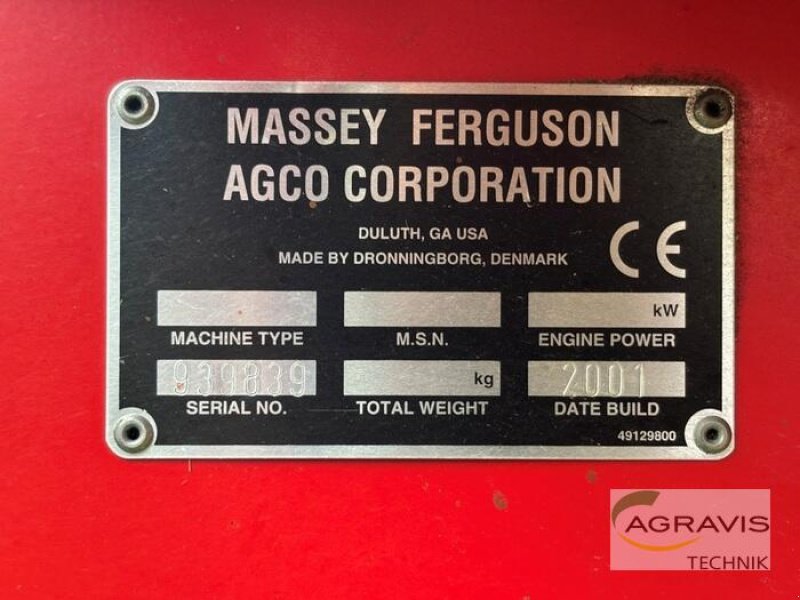 MASSEY FERGUSON
AGCO CORPORATION
DULUTH, GA USA
MADE BY DRONNINGBORG, DENMARK
CE
kW
MACHINE TYPE M.S.N. ENGINE POWER
939839 kg 2001
SERIAL NO. TOTAL WEIGHT DATE BUILD
49129800
AGRAVIS
TECHNIK